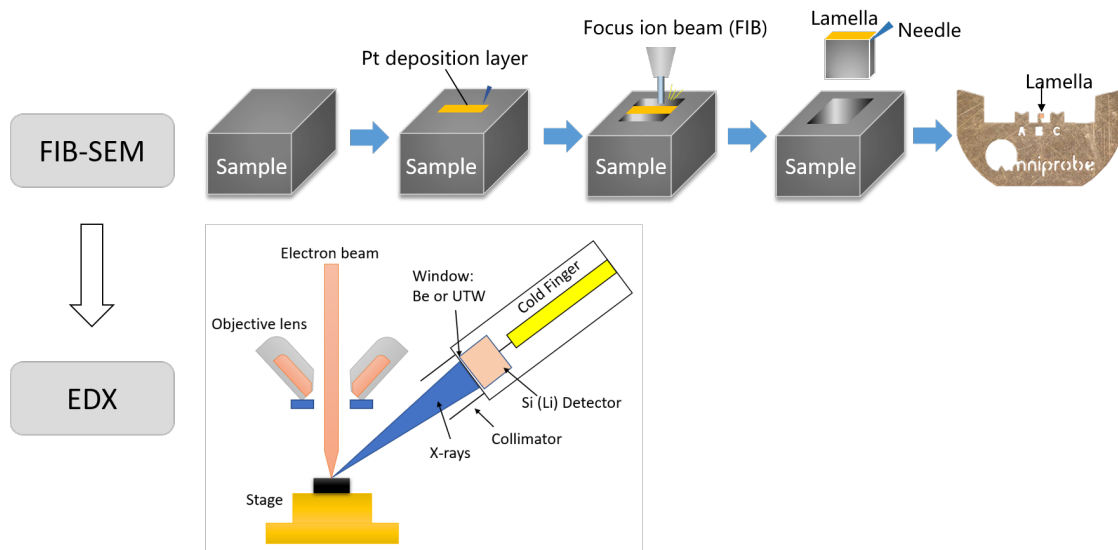 FIB-SEM
Sample
Pt deposition layer
Sample
Focus ion beam (FIB)
Sample
Lamella
Needle
Sample
Lamella
A B C
mniprobe
EDX
Electron beam
Objective lens
Window:
Be or UTW
Cold Finger
Si (Li) Detector
Collimator
X-rays
Stage